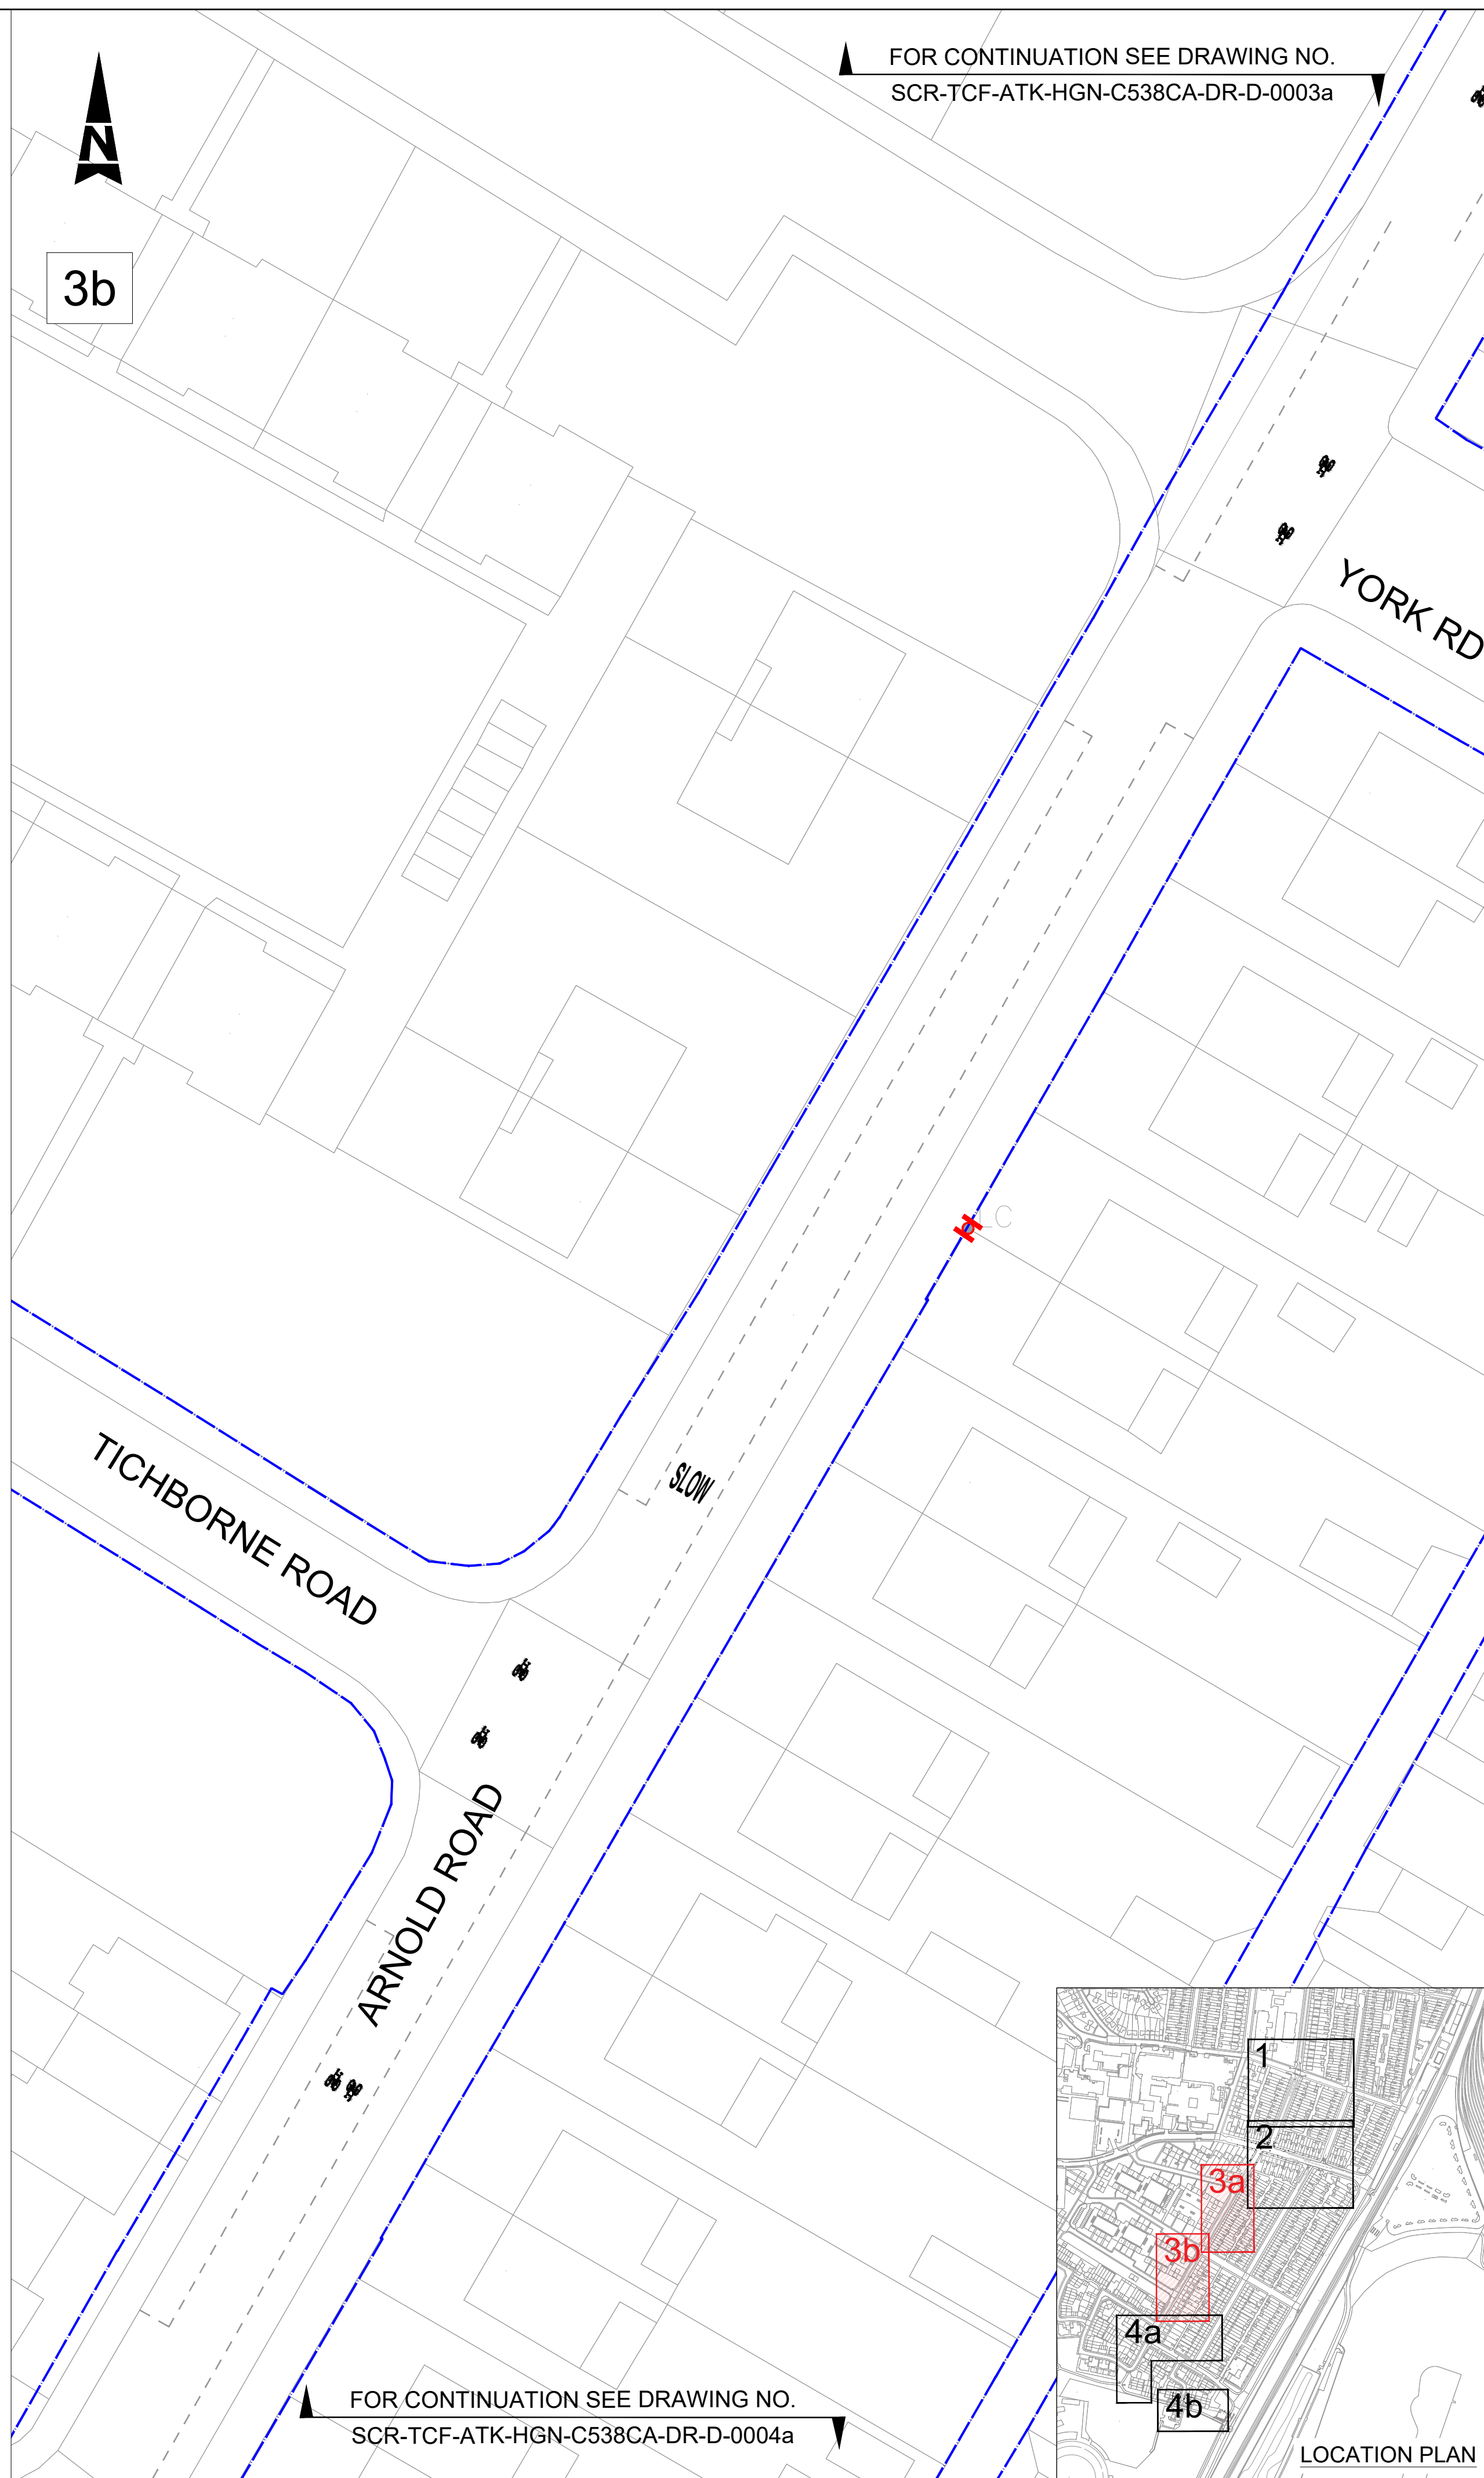 FOR CONTINUATION SEE DRAWING NO.
SCR-TCF-ATK-HGN-C538CA-DR-D-0003a
N
3b
YORK RD
LC
SLOW
TICHBORNE ROAD
ARNOLD ROAD
1
2
3a
3b
4a
4b
LOCATION PLAN
FOR CONTINUATION SEE DRAWING NO.
SCR-TCF-ATK-HGN-C538CA-DR-D-0004a